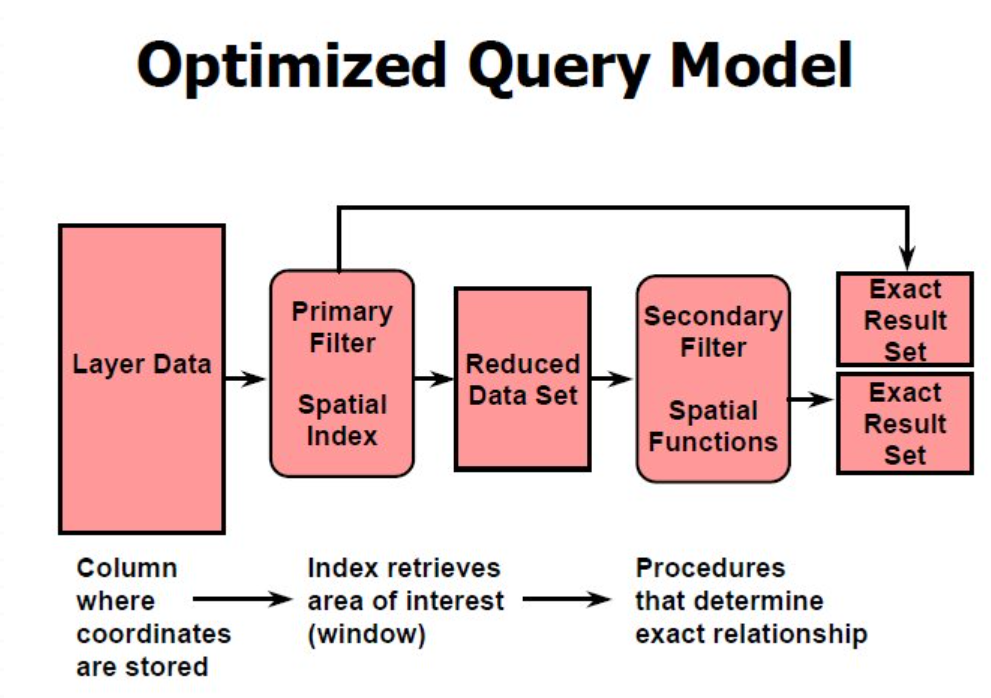 Optimized Query Model
Layer Data
Primary
Filter
Spatial
Index
Reduced
Data Set
Secondary
Filter
Spatial
Functions
Exact
Result
Set
Exact
Result
Set
Column
where
coordinates
are stored
Index retrieves
area of interest
(window)
Procedures
that determine
exact relationship